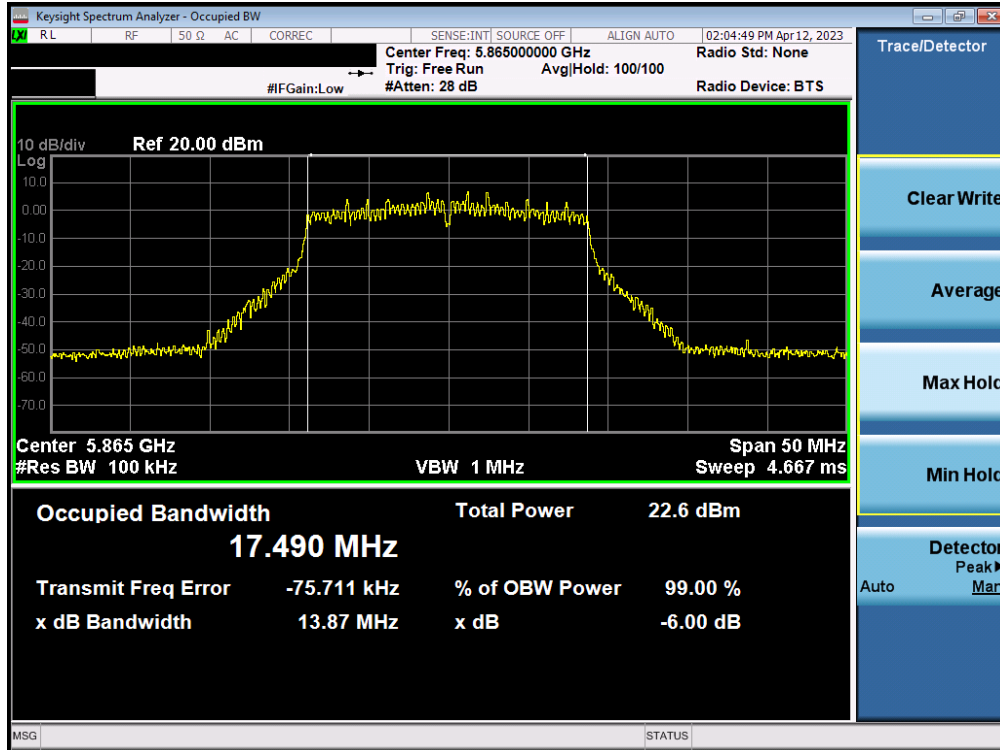 Keysight Spectrum Analyzer - Occupied BW
LXI RL RF 50 Ω AC CORREC SENSE:INT SOURCE OFF ALIGN AUTO 02:04:49 PM Apr 12, 2023
Center Freq: 5.865000000 GHz Radio Std: None
Trig: Free Run Avg|Hold: 100/100
#IFGain:Low #Atten: 28 dB Radio Device: BTS
Trace/Detector
10 dB/div Ref 20.00 dBm
Log
10.0
0.00
-10.0
-20.0
-30.0
-40.0
-50.0
-60.0
-70.0
Center 5.865 GHz Span 50 MHz
#Res BW 100 kHz VBW 1 MHz Sweep 4.667 ms
Occupied Bandwidth Total Power 22.6 dBm
17.490 MHz
Transmit Freq Error -75.711 kHz % of OBW Power 99.00 %
x dB Bandwidth 13.87 MHz x dB -6.00 dB
Clear Write
Average
Max Hold
Min Hold
Detector
Peak▶
Auto Man
MSG STATUS